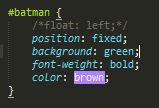 #batman {
/*float: left;*/
position: fixed;
background: green;
font-weight: bold;
color: brown;
}